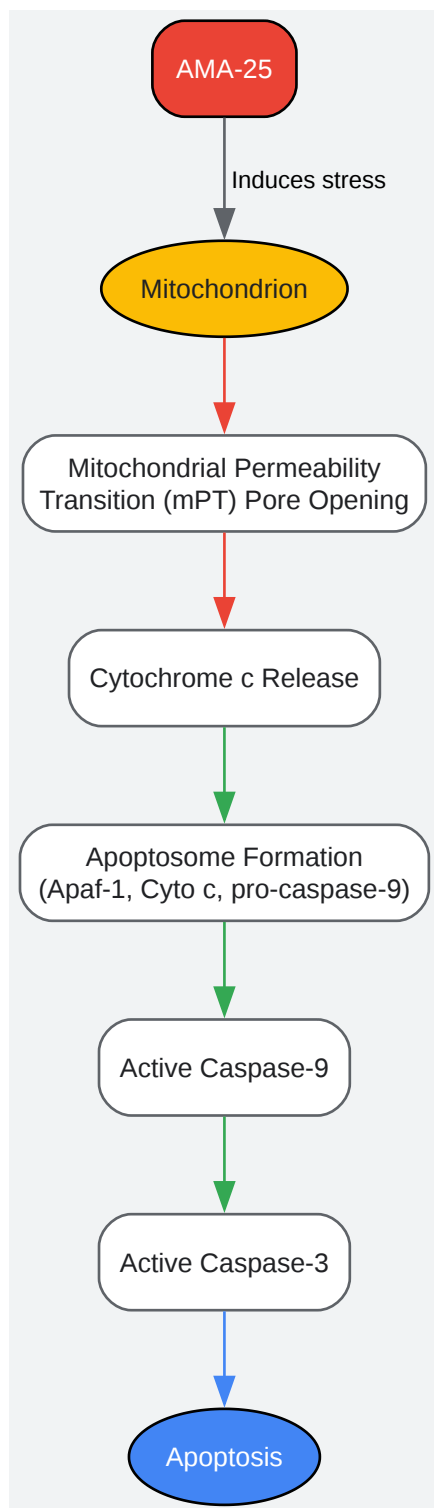 AMA-25
Induces stress
Mitochondrion
Mitochondrial Permeability
Transition (mPT) Pore Opening
Cytochrome c Release
Apoptosome Formation
(Apaf-1, Cyto c, pro-caspase-9)
Active Caspase-9
Active Caspase-3
Apoptosis